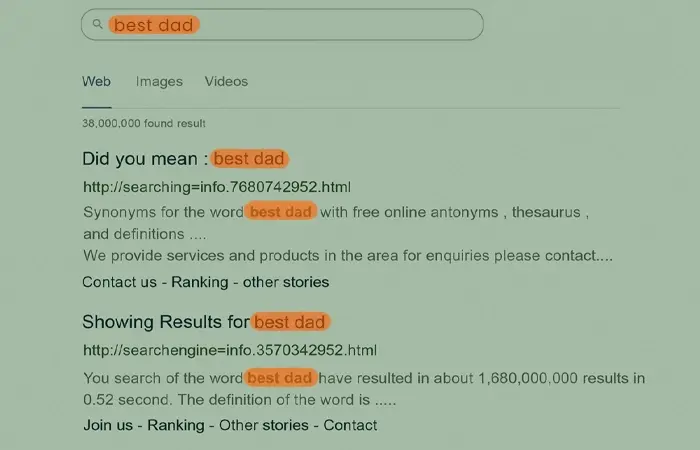 best dad
Web Images Videos
38,000,000 found result
Did you mean : best dad
http://searching=info.7680742952.html
Synonyms for the word best dad with free online antonyms , thesaurus ,
and definitions ....
We provide services and products in the area for enquiries please contact....
Contact us - Ranking - other stories
Showing Results for best dad
http://searchengine=info.3570342952.html
You search of the word best dad have resulted in about 1,680,000,000 results in
0.52 second. The definition of the word is .....
Join us - Ranking - Other stories - Contact